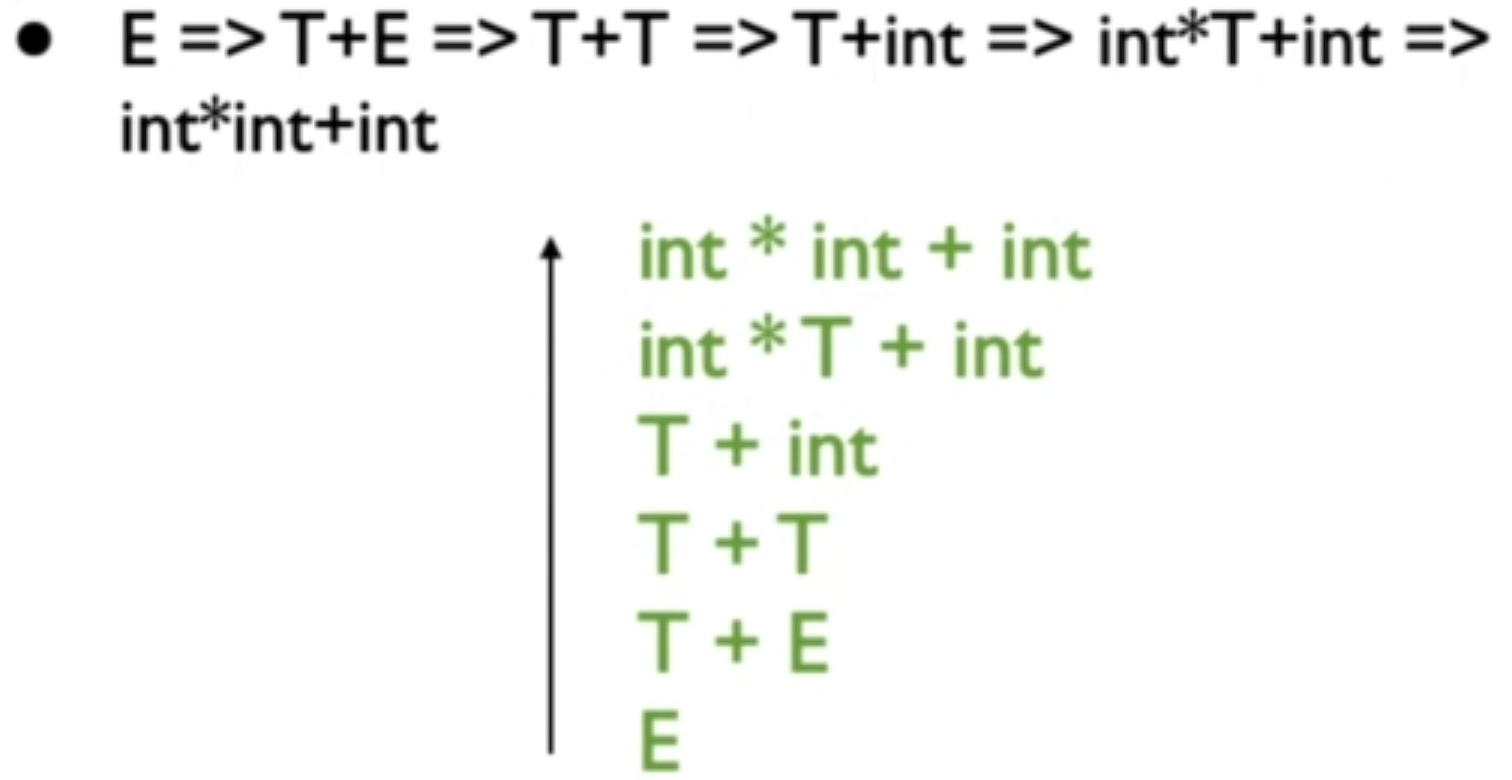 ● E => T+E => T+T => T+int => int*T+int =>
int*int+int
int * int + int
int * T + int
T + int
T + T
T + E
E